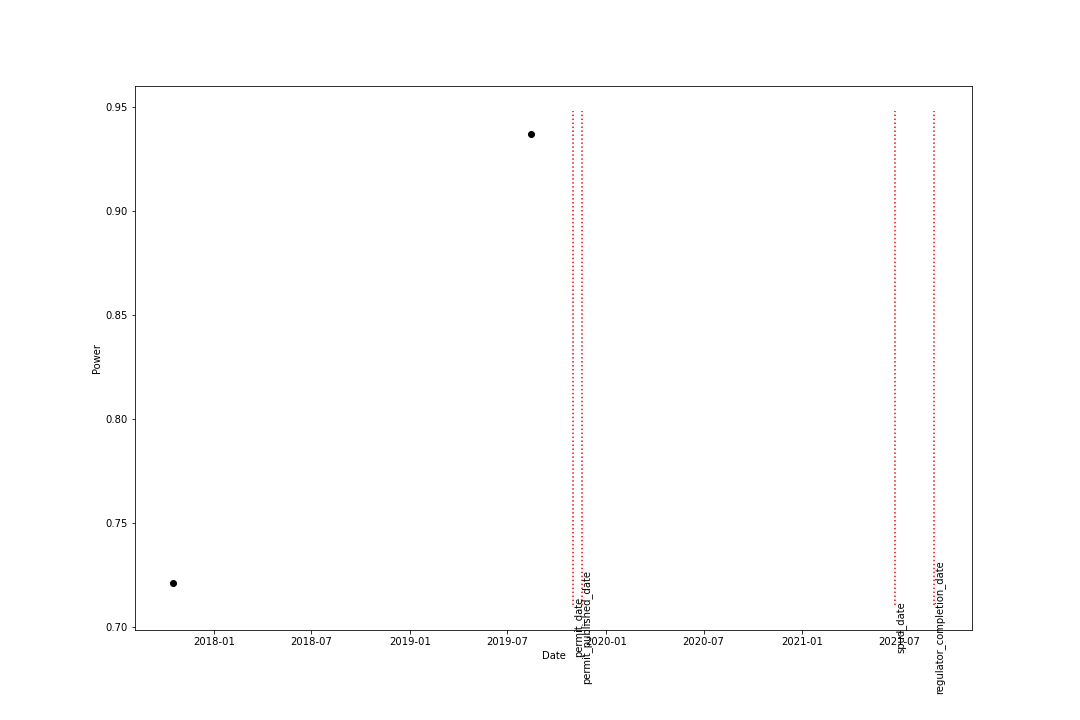 0.95
0.90
0.85
0.80
0.75
0.70
Power
2018-01
2018-07
2019-01
2019-07
2020-01
2020-07
2021-01
2021-07
Date
permit_date
permit_published_date
spud_date
regulator_completion_date